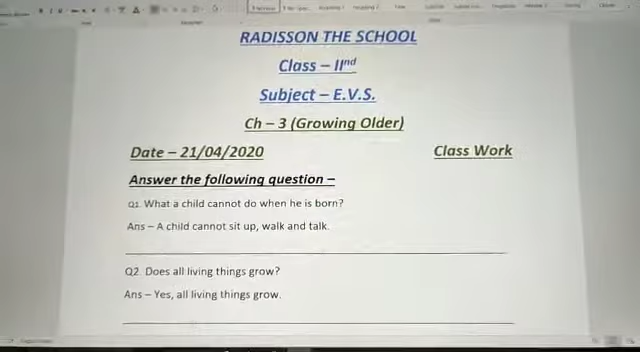 RADISSON THE SCHOOL
Class – IInd
Subject – E.V.S.
Ch – 3 (Growing Older)
Date – 21/04/2020 Class Work
Answer the following question –
Q1. What a child cannot do when he is born?
Ans – A child cannot sit up, walk and talk.
Q2. Does all living things grow?
Ans – Yes, all living things grow.